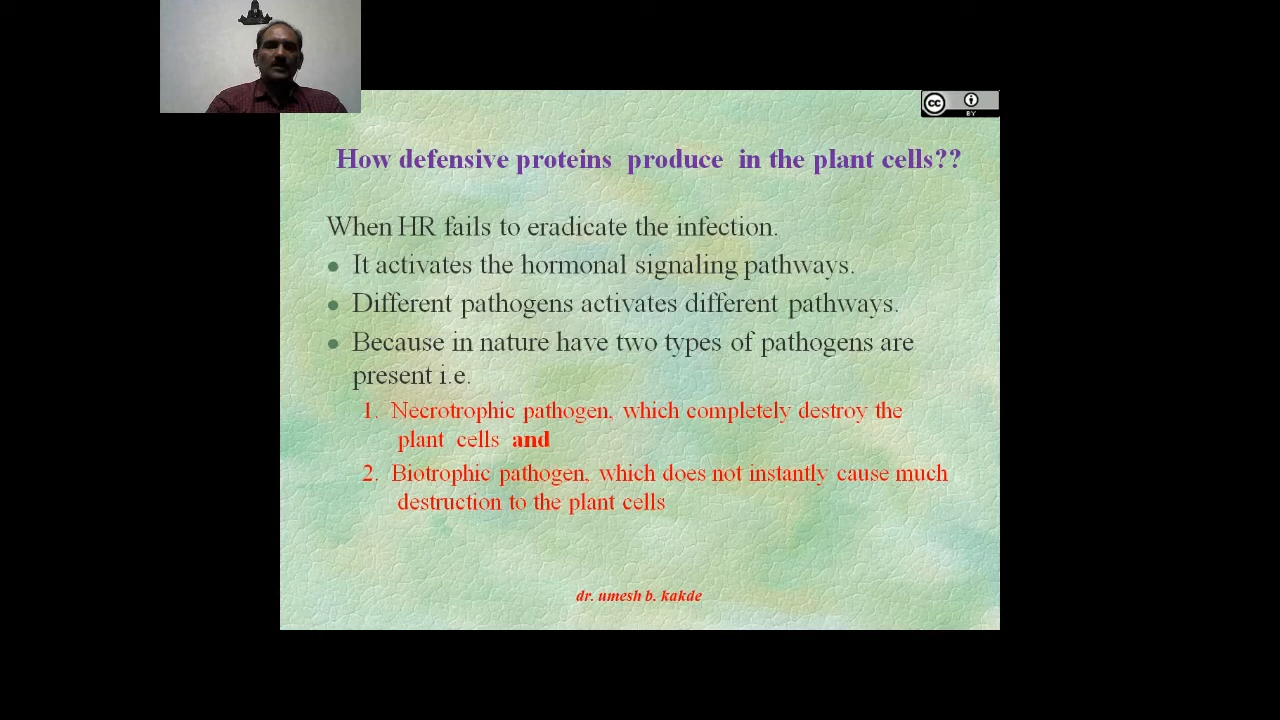 cc
BY
How defensive proteins produce in the plant cells??
When HR fails to eradicate the infection.
It activates the hormonal signaling pathways.
Different pathogens activates different pathways.
Because in nature have two types of pathogens are
present i.e.
1. Necrotrophic pathogen, which completely destroy the
plant cells and
2. Biotrophic pathogen, which does not instantly cause much
destruction to the plant cells
dr. umesh b. kakde